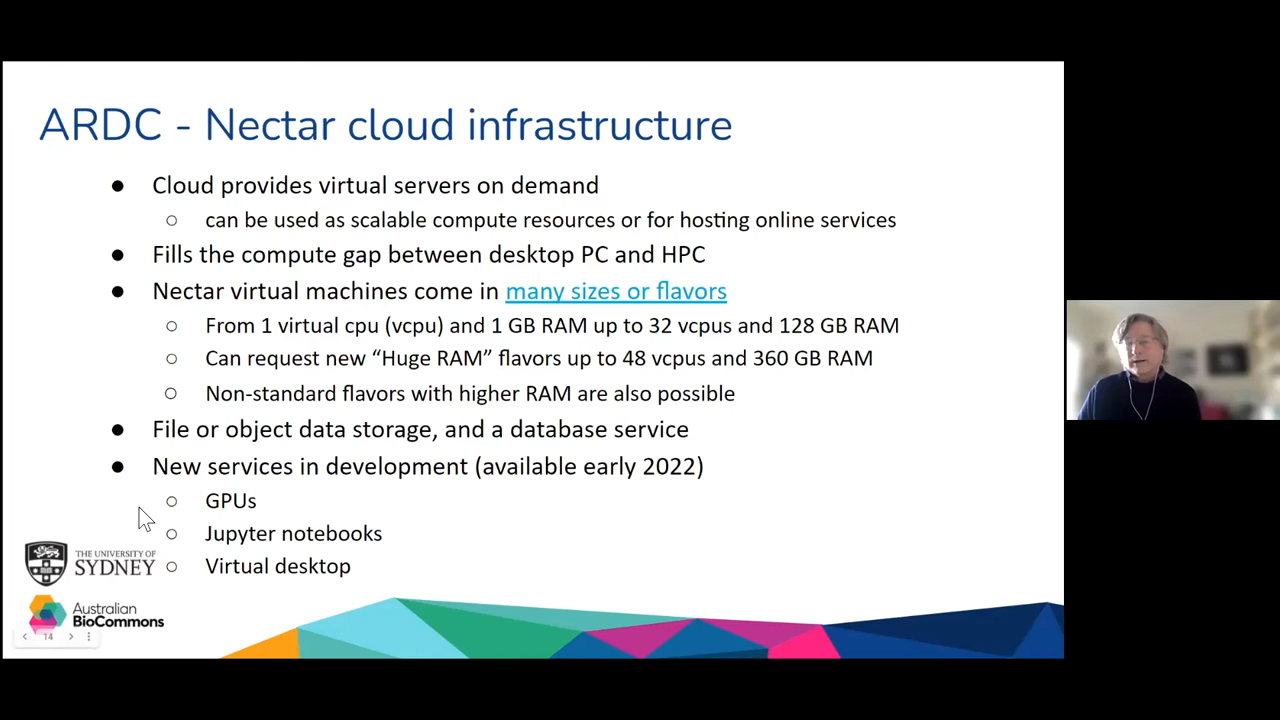 ARDC - Nectar cloud infrastructure
● Cloud provides virtual servers on demand
○ can be used as scalable compute resources or for hosting online services
● Fills the compute gap between desktop PC and HPC
● Nectar virtual machines come in many sizes or flavors
○ From 1 virtual cpu (vcpu) and 1 GB RAM up to 32 vcpus and 128 GB RAM
○ Can request new “Huge RAM” flavors up to 48 vcpus and 360 GB RAM
○ Non-standard flavors with higher RAM are also possible
● File or object data storage, and a database service
● New services in development (available early 2022)
○ GPUs
○ Jupyter notebooks
○ Virtual desktop
THE UNIVERSITY OF
SYDNEY
Australian
BioCommons
14